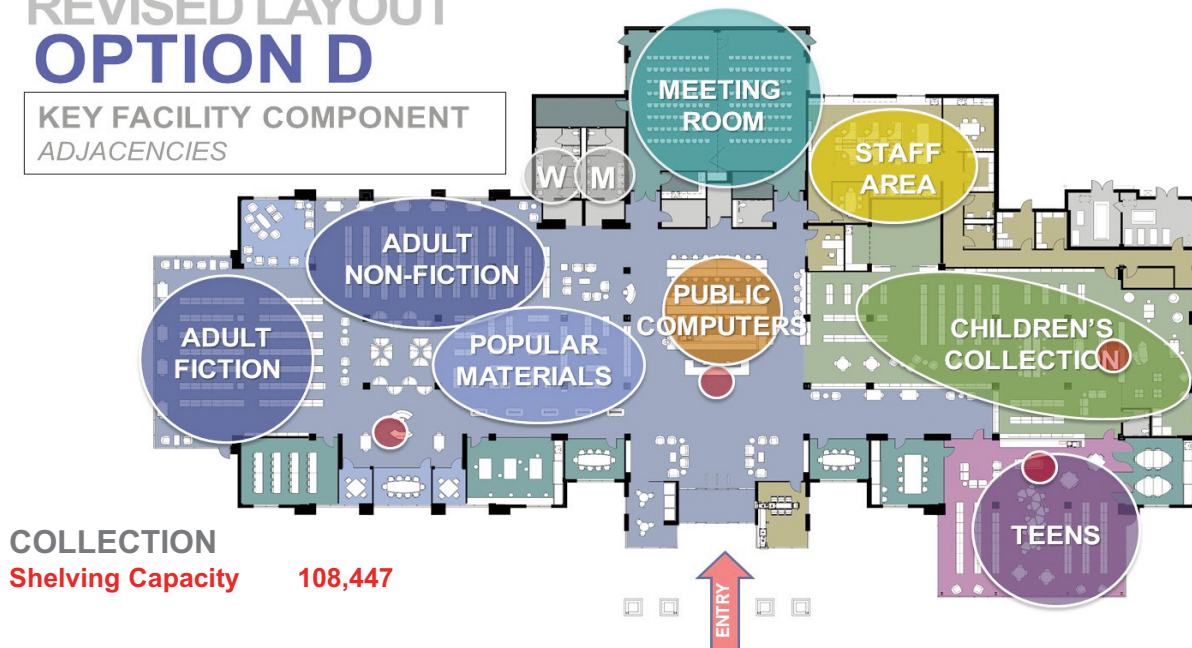 REVISED LAYOUT
OPTION D
KEY FACILITY COMPONENT
ADJACENCIES
MEETING
ROOM
STAFF
AREA
W
M
ADULT
NON-FICTION
PUBLIC
COMPUTERS
ADULT
FICTION
POPULAR
MATERIALS
CHILDREN'S
COLLECTION
TEENS
COLLECTION
Shelving Capacity 108,447
ENTRY